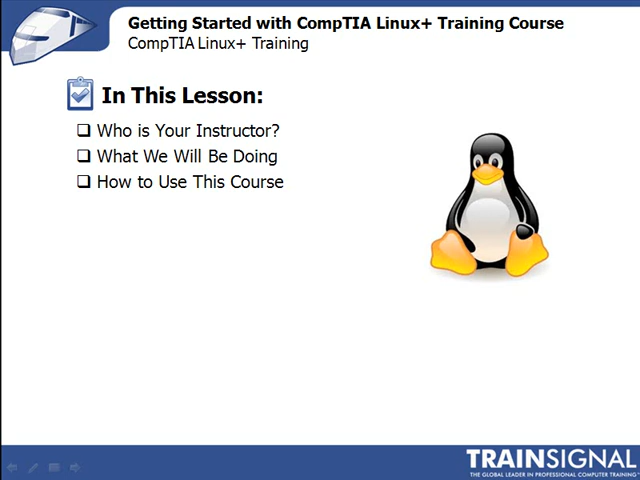 Getting Started with CompTIA Linux+ Training Course
CompTIA Linux+ Training
In This Lesson:
Who is Your Instructor?
What We Will Be Doing
How to Use This Course
TRAINSIGNAL
THE GLOBAL LEADER IN PROFESSIONAL COMPUTER TRAINING